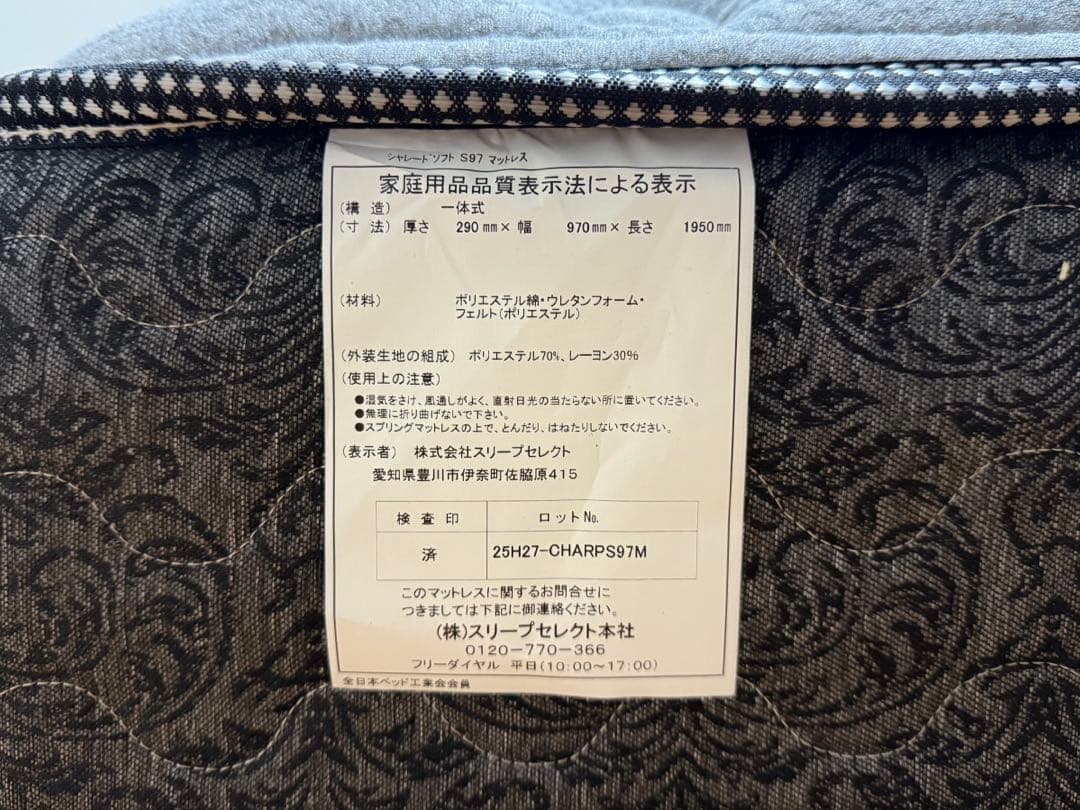 シャレードソフト S97 マットレス
家庭用品品質表示法による表示
(構 造) 一体式
(寸 法) 厚さ 290㎜× 幅 970㎜× 長さ 1950㎜
(材料) ポリエステル綿・ウレタンフォーム・
フェルト(ポリエステル)
(外装生地の組成) ポリエステル70%、レーヨン30%
(使用上の注意)
●湿気をさけ、風通しがよく、直射日光の当たらない所に置いてください。
●無理に折り曲げないで下さい。
●スプリングマットレスの上で、とんだり、はねたりしないでください。
(表示者) 株式会社スリープセレクト
愛知県豊川市伊奈町佐脇原415
検 査 印 ロットNo.
済 25H27-CHARPS97M
このマットレスに関するお問合せに
つきましては下記に御連絡ください。
(株)スリープセレクト本社
0120-770-366
フリーダイヤル 平日(10:00～17:00)
全日本ベッド工業会会員